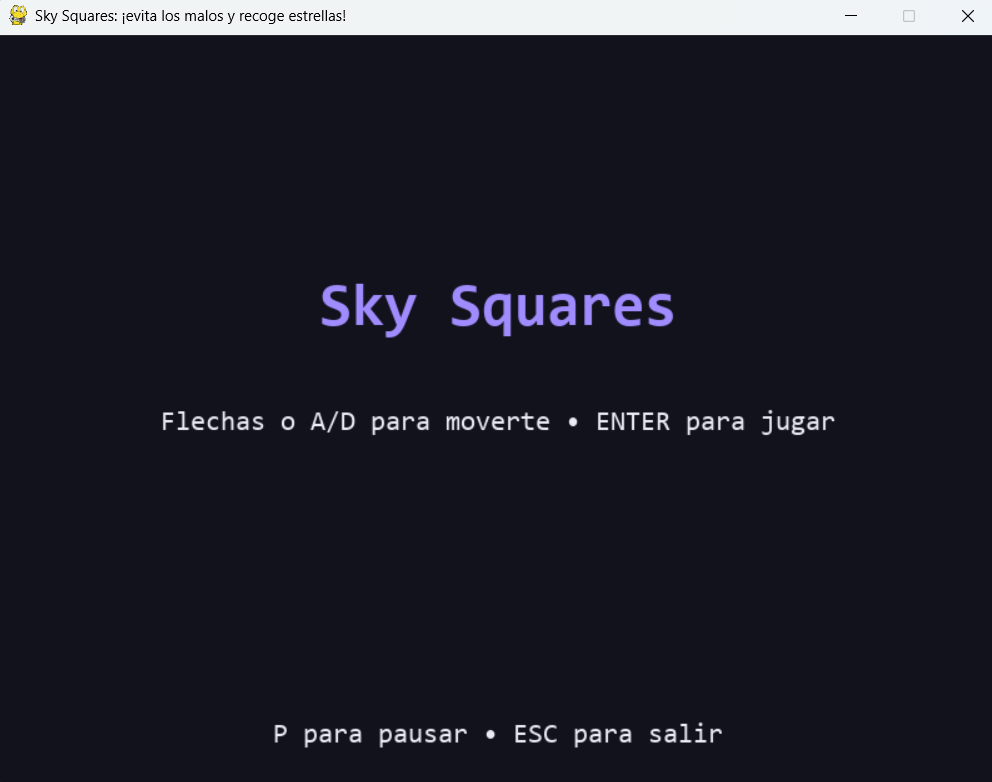 Sky Squares: ¡evita los malos y recoge estrellas!
Sky Squares
Flechas o A/D para moverte • ENTER para jugar
P para pausar • ESC para salir